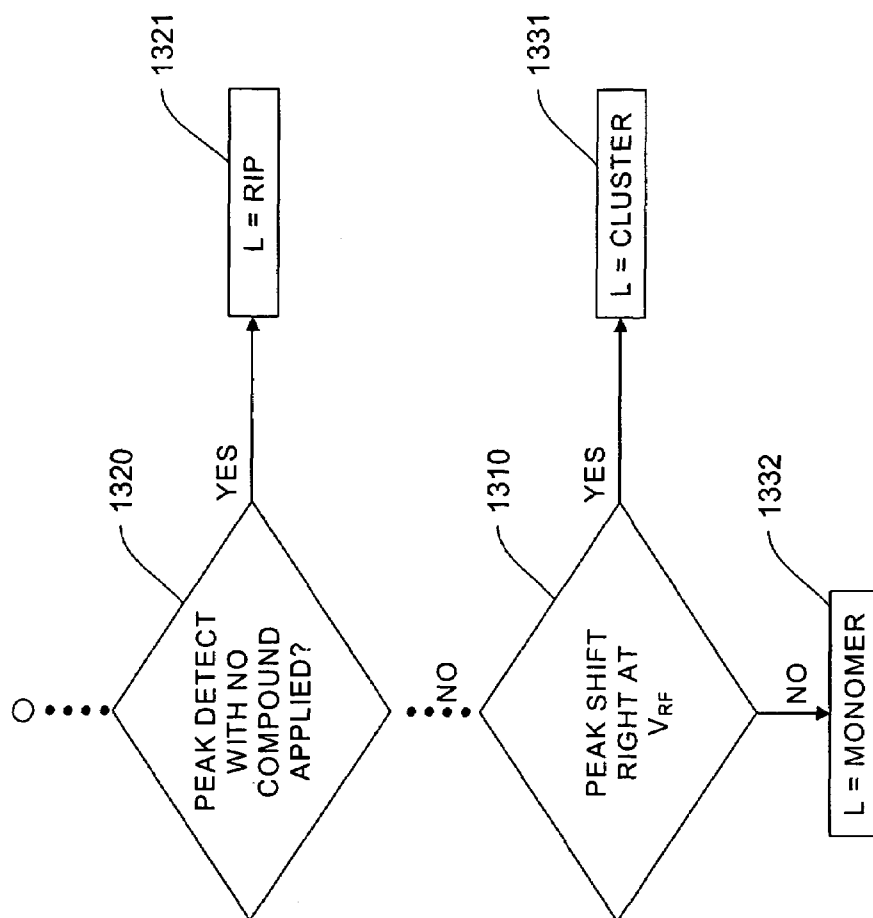 1320
1321
PEAK DETECT
WITH NO
COMPOUND
APPLIED?
YES
L = RIP
NO
1310
1331
PEAK SHIFT
RIGHT AT
V_RF
YES
L = CLUSTER
NO
1332
L = MONOMER